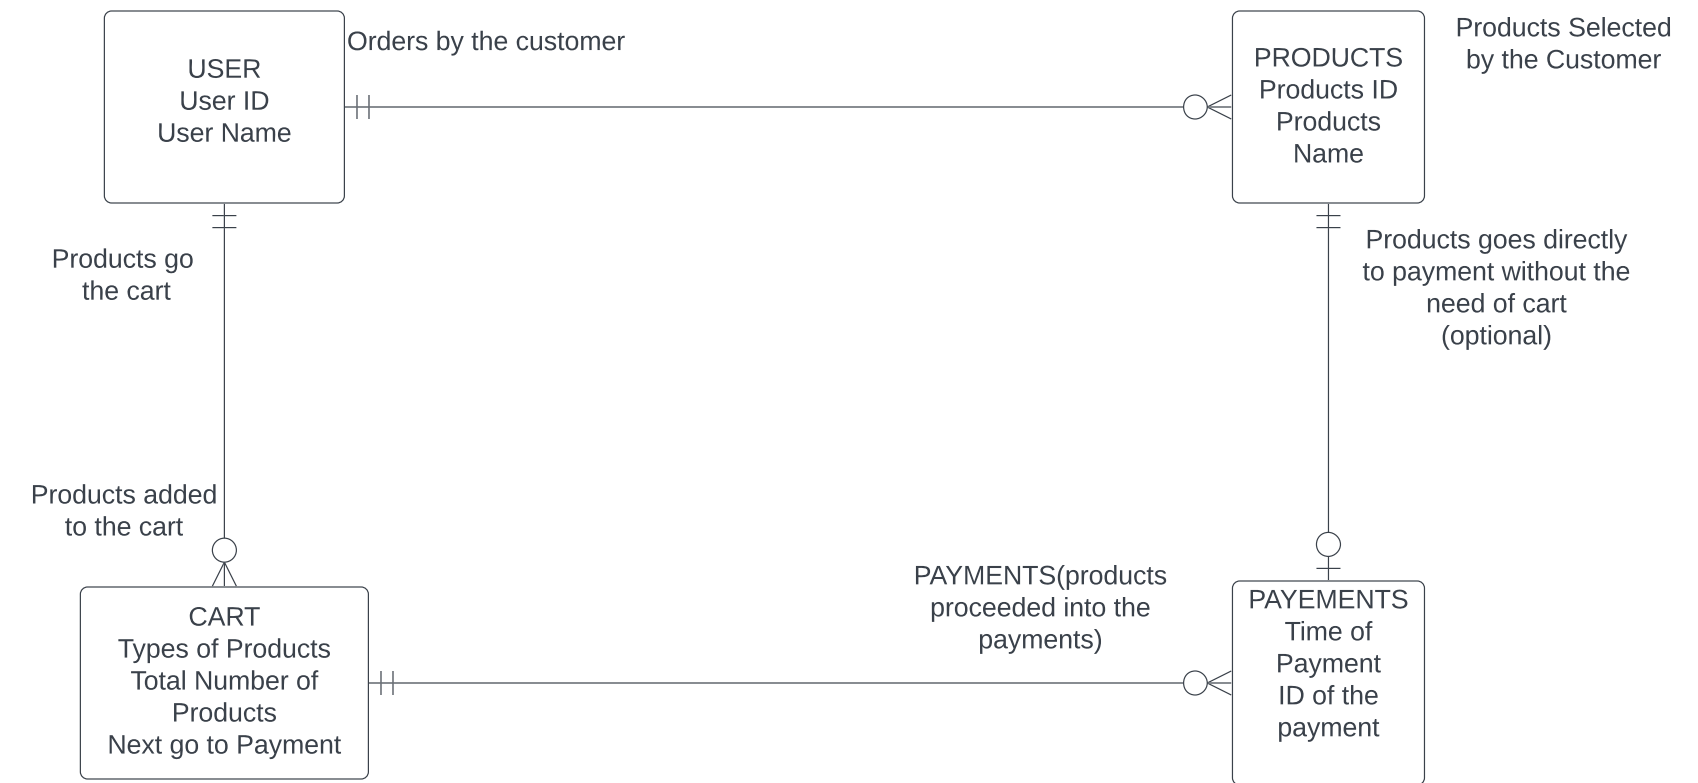 USER
User ID
User Name
Orders by the customer
PRODUCTS
Products ID
Products
Name
Products Selected
by the Customer
Products go
the cart
Products goes directly
to payment without the
need of cart
(optional)
Products added
to the cart
CART
Types of Products
Total Number of
Products
Next go to Payment
PAYMENTS(products
proceeded into the
payments)
PAYEMENTS
Time of
Payment
ID of the
payment